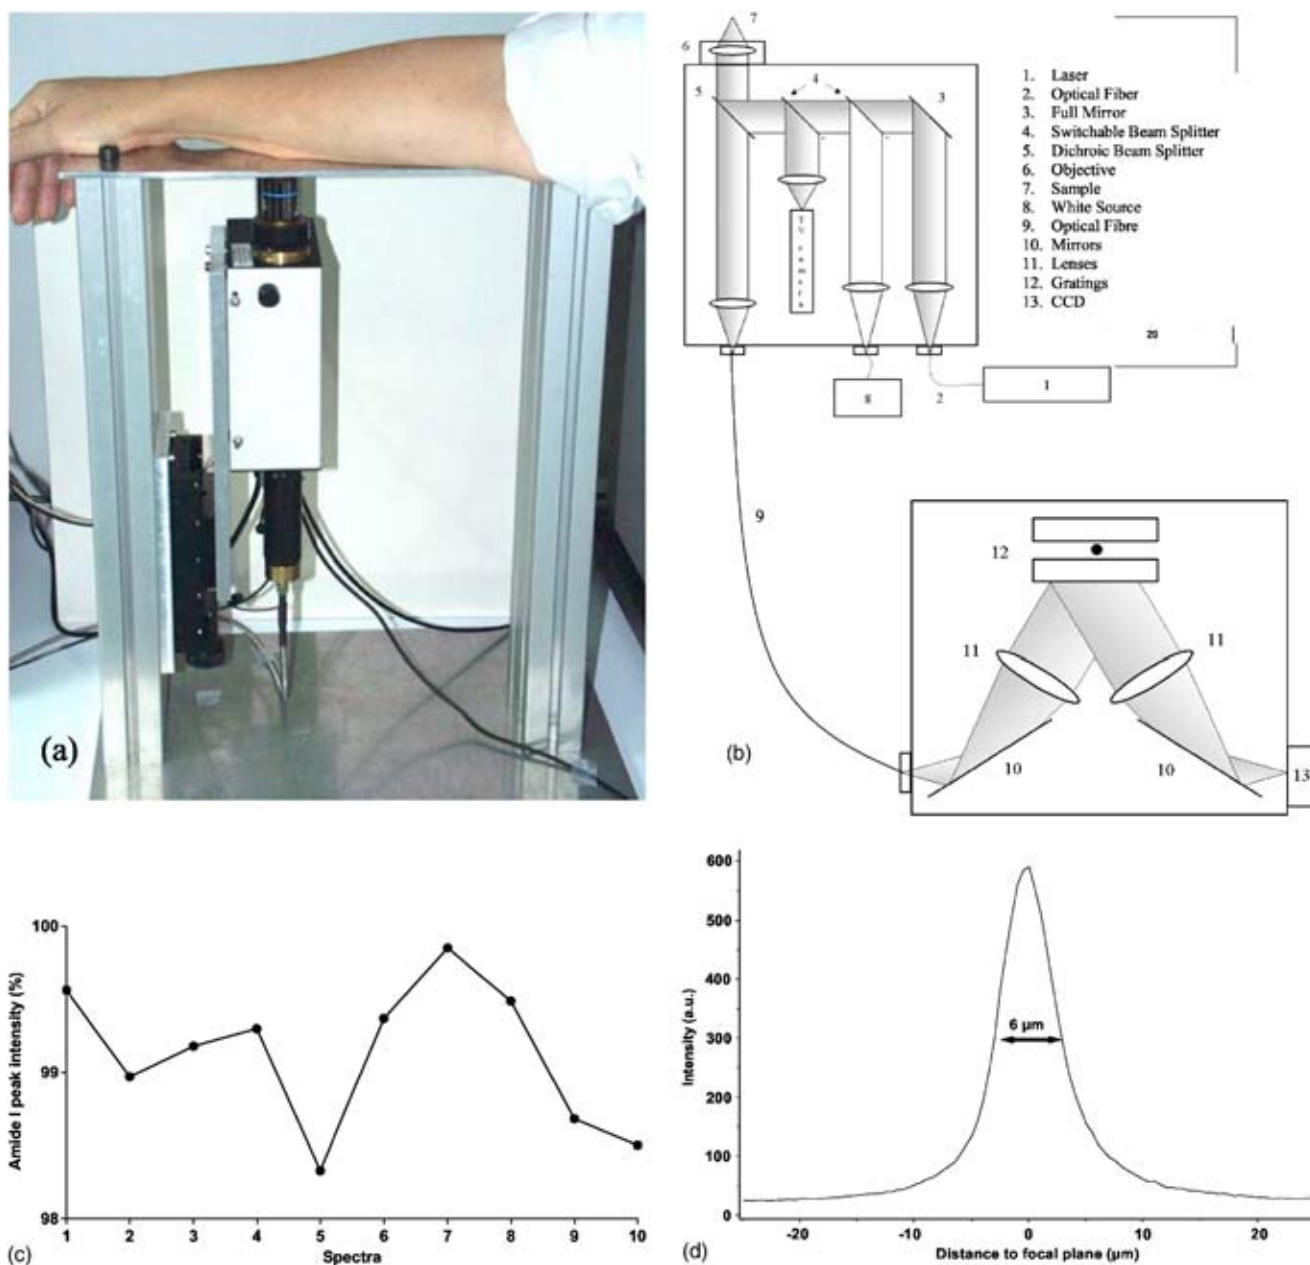 (a)
7
6
5
4
3
1. Laser
2. Optical Fiber
3. Full Mirror
4. Switchable Beam Splitter
5. Dichroic Beam Splitter
6. Objective
7. Sample
8. White Source
9. Optical Fibre
10. Mirrors
11. Lenses
12. Gratings
13. CCD
20
TV camera
8
2
1
9
12
11
11
10
10
13
(b)
100
99
98
Amide I peak intensity (%)
1 2 3 4 5 6 7 8 9 10
Spectra
(c)
600
500
400
300
200
100
0
Intensity (a.u.)
6 µm
-20 -10 0 10 20
Distance to focal plane (µm)
(d)